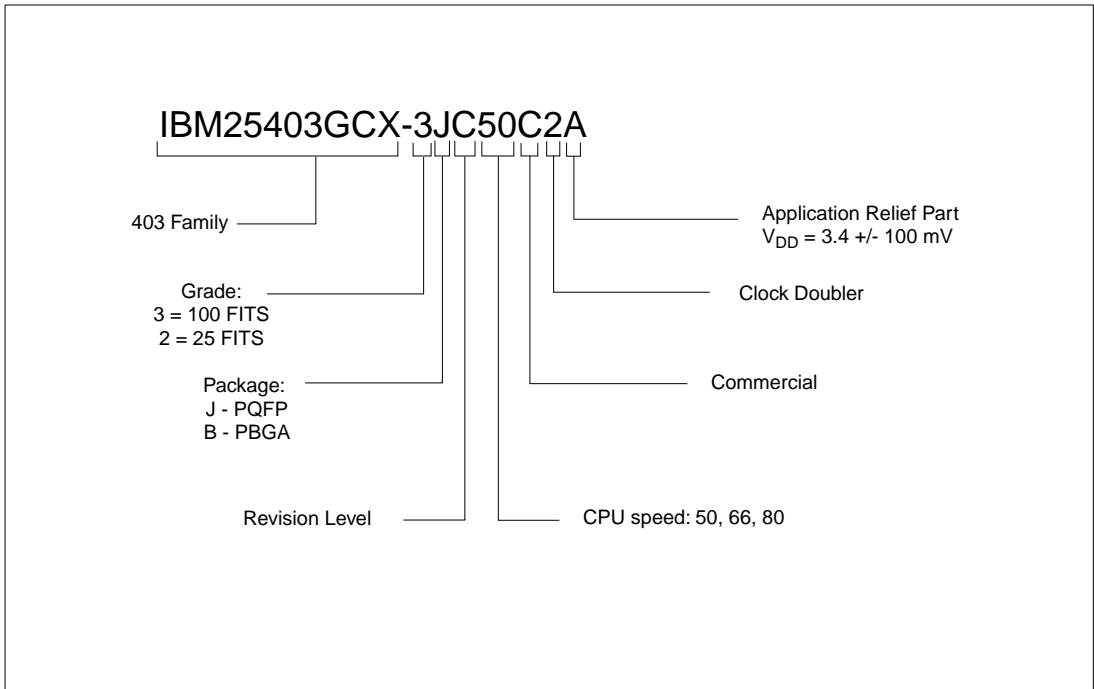 IBM25403GCX-3JC50C2A
403 Family
Application Relief Part
VDD = 3.4 +/- 100 mV
Grade:
3 = 100 FITS
2 = 25 FITS
Clock Doubler
Package:
J - PQFP
B - PBGA
Commercial
Revision Level
CPU speed: 50, 66, 80